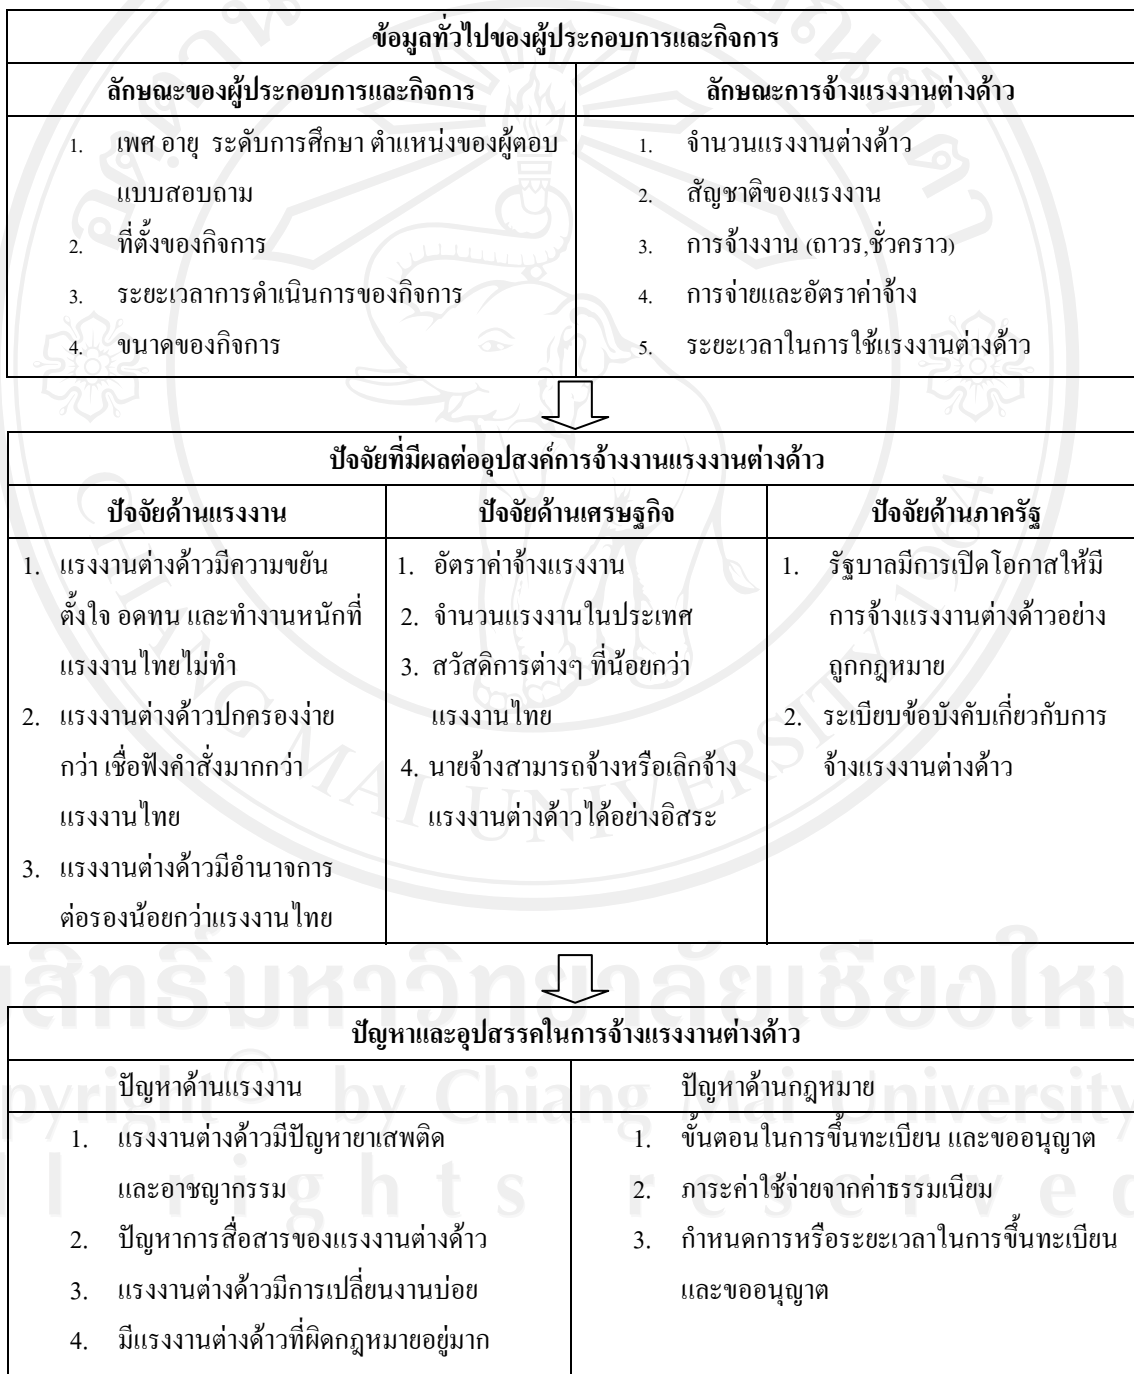 ข้อมูลทั่วไปของผู้ประกอบการและกิจการ
ลักษณะของผู้ประกอบการและกิจการ
1. เพศ อายุ ระดับการศึกษา ตำแหน่งของผู้ตอบ
แบบสอบถาม
2. ที่ตั้งของกิจการ
3. ระยะเวลาการดำเนินการของกิจการ
4. ขนาดของกิจการ
ลักษณะการจ้างแรงงานต่างด้าว
1. จำนวนแรงงานต่างด้าว
2. สัญชาติของแรงงาน
3. การจ้างงาน (ถาวร,ชั่วคราว)
4. การจ่ายและอัตราค่าจ้าง
5. ระยะเวลาในการใช้แรงงานต่างด้าว
ปัจจัยที่มีผลต่ออุปสงค์การจ้างงานแรงงานต่างด้าว
ปัจจัยด้านแรงงาน
1. แรงงานต่างด้าวมีความขยัน
ตั้งใจ อดทน และทำงานหนักที่
แรงงานไทยไม่ทำ
2. แรงงานต่างด้าวปกครองง่าย
กว่า เชื่อฟังคำสั่งมากกว่า
แรงงานไทย
3. แรงงานต่างด้าวมีอำนาจการ
ต่อรองน้อยกว่าแรงงานไทย
ปัจจัยด้านเศรษฐกิจ
1. อัตราค่าจ้างแรงงาน
2. จำนวนแรงงานในประเทศ
3. สวัสดิการต่างๆ ที่น้อยกว่า
แรงงานไทย
4. นายจ้างสามารถจ้างหรือเลิกจ้าง
แรงงานต่างด้าวได้อย่างอิสระ
ปัจจัยด้านภาครัฐ
1. รัฐบาลมีการเปิดโอกาสให้มี
การจ้างแรงงานต่างด้าวอย่าง
ถูกกฎหมาย
2. ระเบียบข้อบังคับเกี่ยวกับการ
จ้างแรงงานต่างด้าว
ปัญหาและอุปสรรคในการจ้างแรงงานต่างด้าว
ปัญหาด้านแรงงาน
1. แรงงานต่างด้าวมีปัญหายาเสพติด
และอาชญากรรม
2. ปัญหาการสื่อสารของแรงงานต่างด้าว
3. แรงงานต่างด้าวมีการเปลี่ยนงานบ่อย
4. มีแรงงานต่างด้าวที่ผิดกฎหมายอยู่มาก
ปัญหาด้านกฎหมาย
1. ขั้นตอนในการขึ้นทะเบียน และขออนุญาต
2. ภาระค่าใช้จ่ายจากค่าธรรมเนียม
3. กำหนดการหรือระยะเวลาในการขึ้นทะเบียน
และขออนุญาต
CHIANG MAI UNIVERSITY 1964
by Chiang Mai University
rights reserved